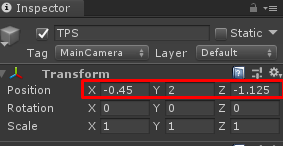 Inspector
TPS Static
Tag MainCamera Layer Default
Transform
Position X -0.45 Y 2 Z -1.125
Rotation X 0 Y 0 Z 0
Scale X 1 Y 1 Z 1